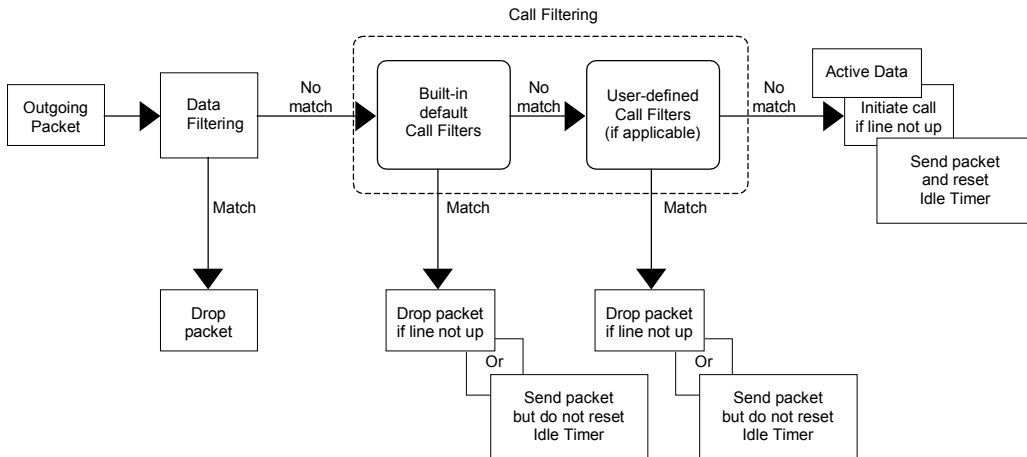 Call Filtering
Outgoing
Packet
Data
Filtering
No
match
Built-in
default
Call Filters
No
match
User-defined
Call Filters
(if applicable)
No
match
Active Data
Initiate call
if line not up
Send packet
and reset
Idle Timer
Match
Match
Match
Drop
packet
Drop packet
if line not up
Or
Send packet
but do not reset
Idle Timer
Drop packet
if line not up
Or
Send packet
but do not reset
Idle Timer